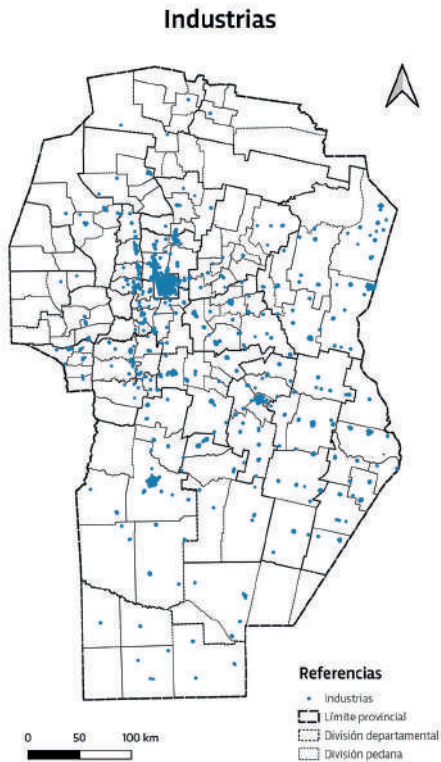 Industrias
Referencias
Industrias
Límite provincial
División departamental
División pedana
0 50 100 km